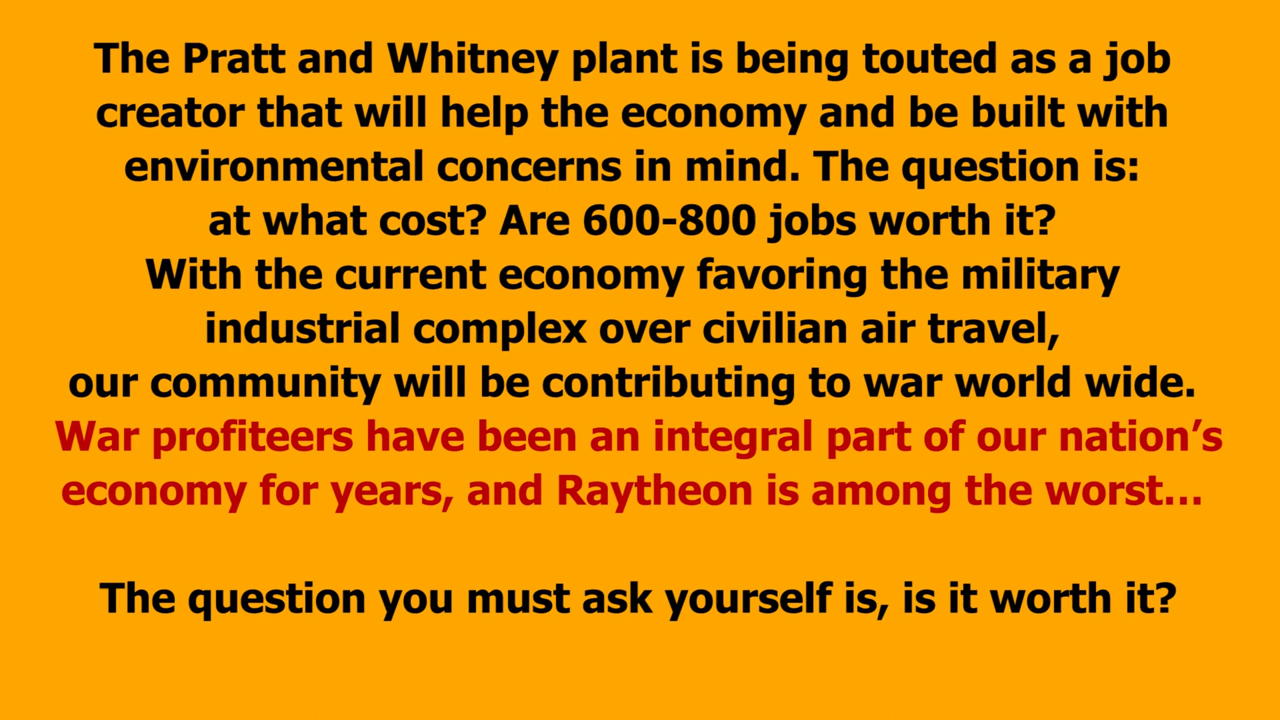 The Pratt and Whitney plant is being touted as a job
creator that will help the economy and be built with
environmental concerns in mind. The question is:
at what cost? Are 600-800 jobs worth it?
With the current economy favoring the military
industrial complex over civilian air travel,
our community will be contributing to war world wide.
War profiteers have been an integral part of our nation’s
economy for years, and Raytheon is among the worst…
The question you must ask yourself is, is it worth it?